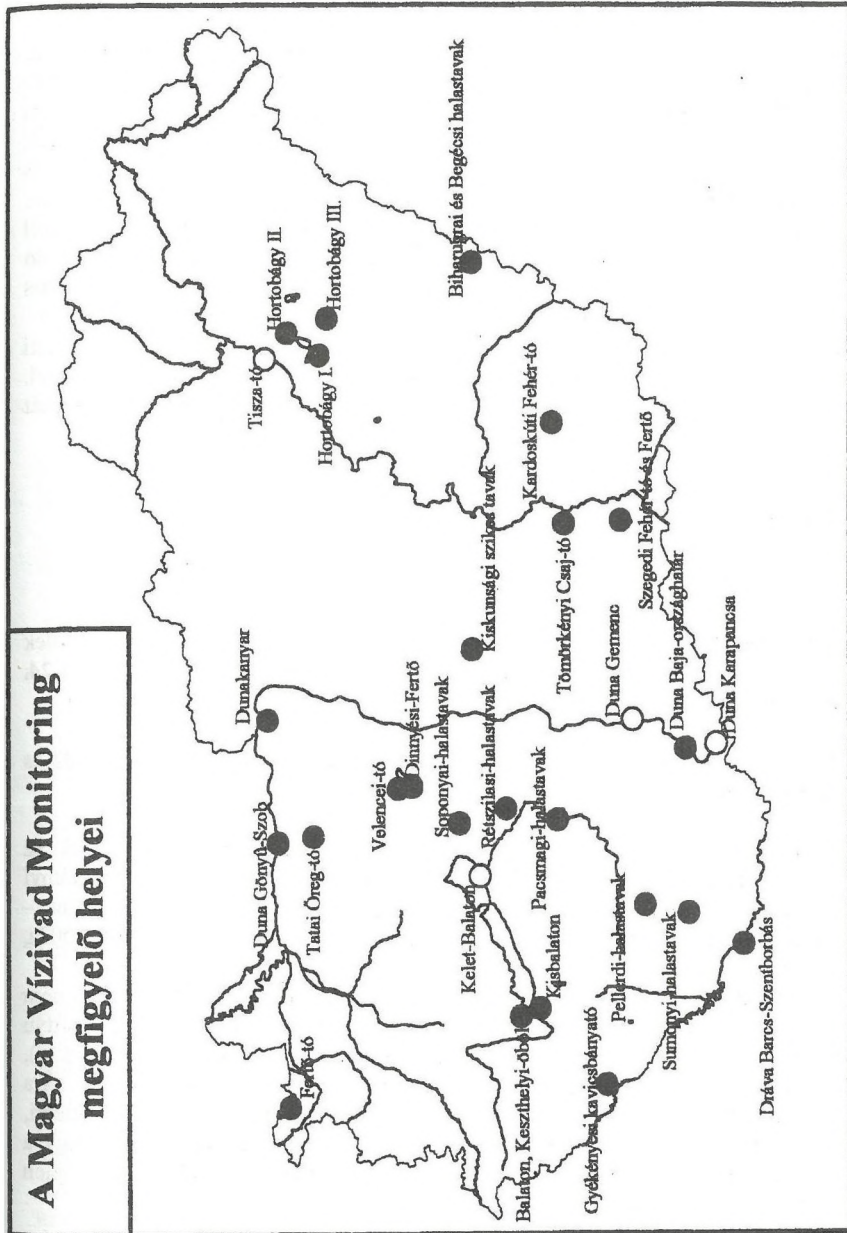 A Magyar Vízivad Monitoring
megfigyelő helyei
Dunakanyar
Duna Gönyű-Szob
Tatai Öreg-tó
Fertő-tó
Velencei-tó
Dinnyési-Fertő
Soponyai-halastavak
Rétszilasi-halastavak
Kelet-Balaton
Pacsmagi-halastavak
Balaton, Keszthelyi-öböl
Kisbalaton
Gyékényesi kavicsbányató
Pellérdi-halastavak
Sumonyi-halastavak
Dráva Barcs-Szentborbás
Tisza-tó
Hortobágy II.
Hortobágy III.
Hortobágy I.
Biharugrai és Begécsi halastavak
Kardoskúti Fehér-tó
Kiskunsági szikes tavak
Tömörkényi Csaj-tó
Szegedi Fehér-tó és Fertő
Duna Gemenc
Duna Baja-országhatár
Duna Karapancsa